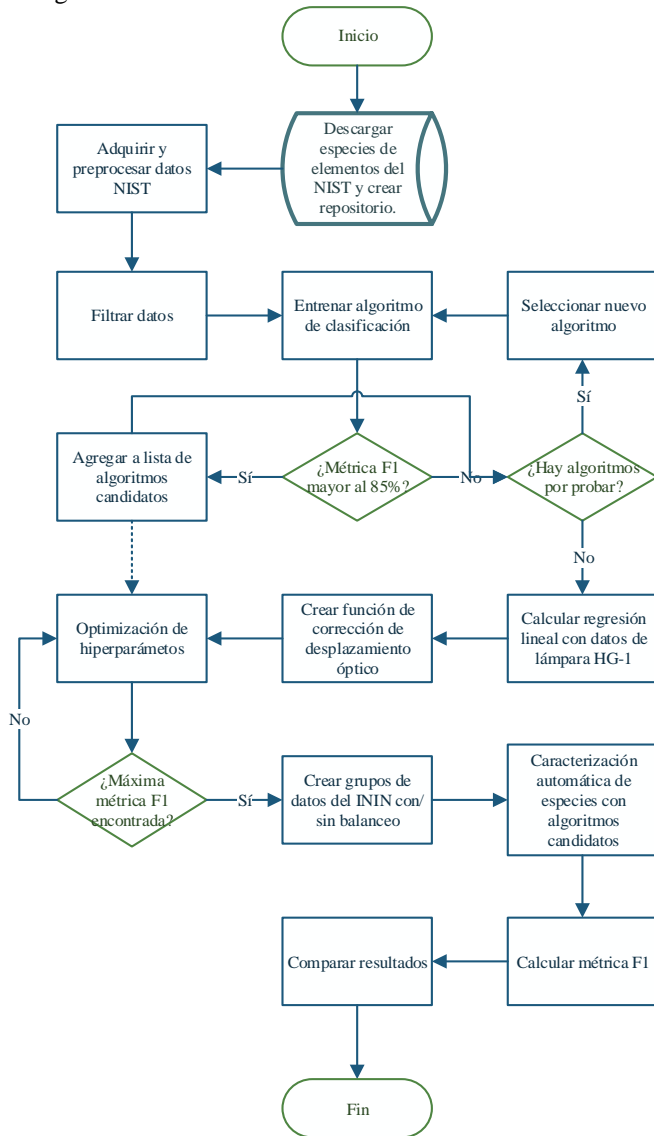 Inicio
Descargar
especies de
elementos del
NIST y crear
repositorio.
Adquirir y
preprocesar datos
NIST
Filtrar datos
Entrenar algoritmo
de clasificación
Seleccionar nuevo
algoritmo
Sí
Agregar a lista de
algoritmos
candidatos
Sí
¿Métrica F1
mayor al 85%?
No
¿Hay algoritmos
por probar?
No
Optimización de
hiperparámetos
Crear función de
corrección de
desplazamiento
óptico
Calcular regresión
lineal con datos de
lámpara HG-1
No
¿Máxima
métrica F1
encontrada?
Sí
Crear grupos de
datos del ININ con/
sin balanceo
Caracterización
automática de
especies con
algoritmos
candidatos
Comparar resultados
Calcular métrica F1
Fin